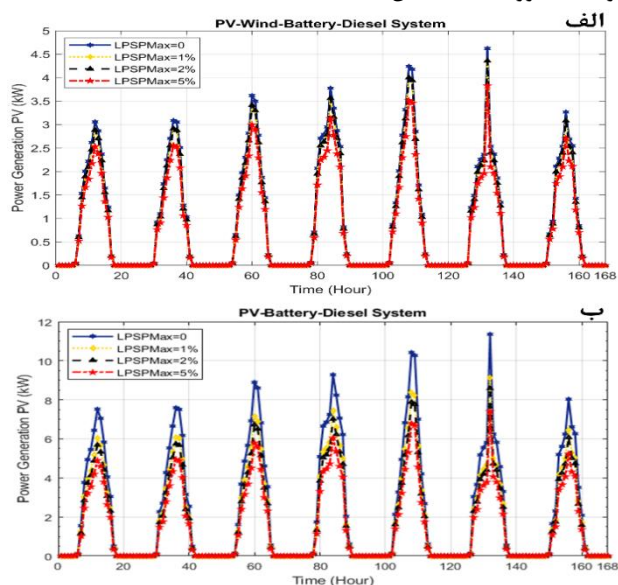 PV-Wind-Battery-Diesel System
الف
LPSPMax=0
LPSPMax=1%
LPSPMax=2%
LPSPMax=5%
Power Generation PV (kW)
5
4.5
4
3.5
3
2.5
2
1.5
1
0.5
0
0 20 40 60 80 100 120 140 160 168
Time (Hour)
PV-Battery-Diesel System
ب
LPSPMax=0
LPSPMax=1%
LPSPMax=2%
LPSPMax=5%
Power Generation PV (kW)
12
10
8
6
4
2
0
0 20 40 60 80 100 120 140 160 168
Time (Hour)